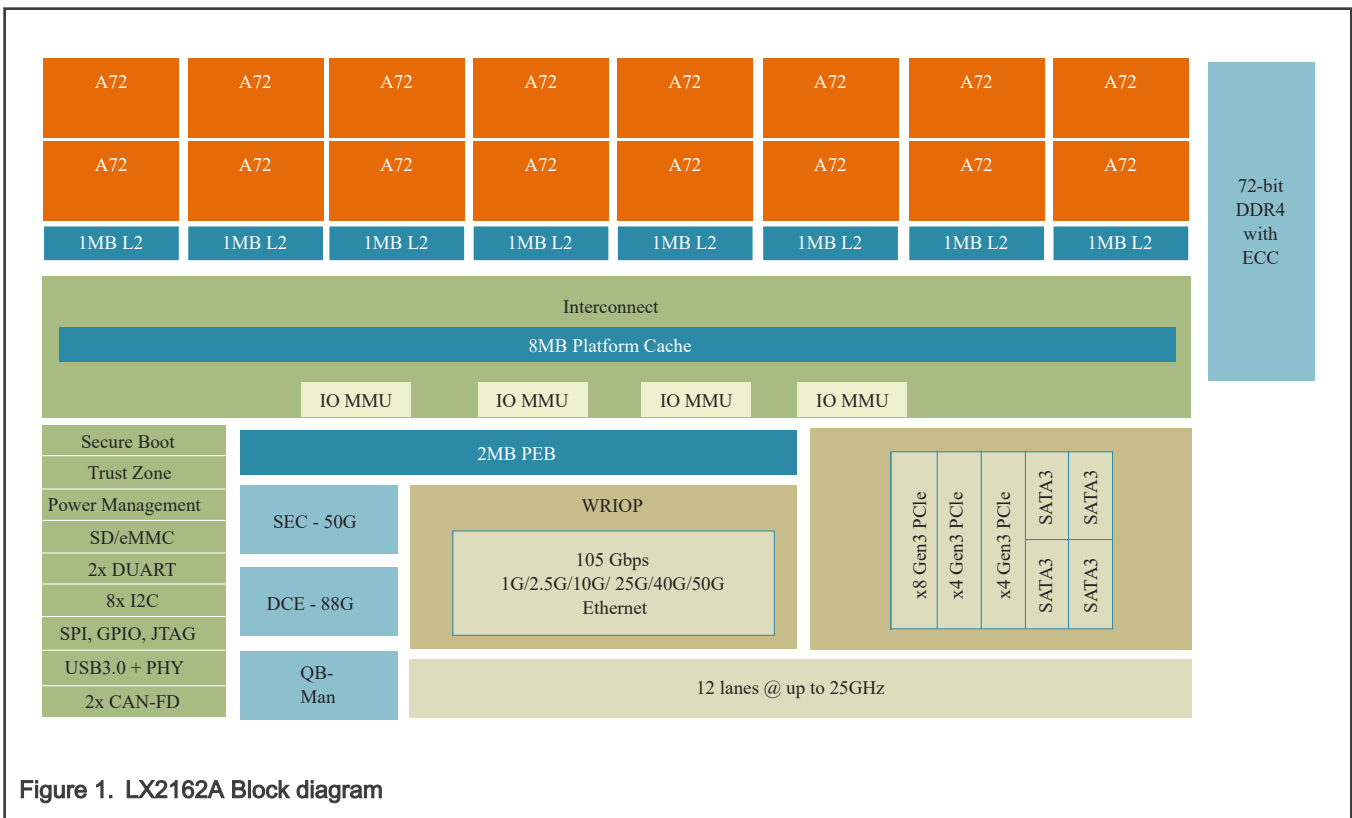 A72 A72 A72 A72 A72 A72 A72 A72
A72 A72 A72 A72 A72 A72 A72 A72
1MB L2 1MB L2 1MB L2 1MB L2 1MB L2 1MB L2 1MB L2 1MB L2
72-bit
DDR4
with
ECC
Interconnect
8MB Platform Cache
IO MMU IO MMU IO MMU IO MMU
Secure Boot
Trust Zone
Power Management
SD/eMMC
2x DUART
8x I2C
SPI, GPIO, JTAG
USB3.0 + PHY
2x CAN-FD
2MB PEB
SEC - 50G
DCE - 88G
QB-
Man
WRIOP
105 Gbps
1G/2.5G/10G/ 25G/40G/50G
Ethernet
x8 Gen3 PCIe
x4 Gen3 PCIe
x4 Gen3 PCIe
SATA3
SATA3
SATA3
SATA3
12 lanes @ up to 25GHz
Figure 1. LX2162A Block diagram